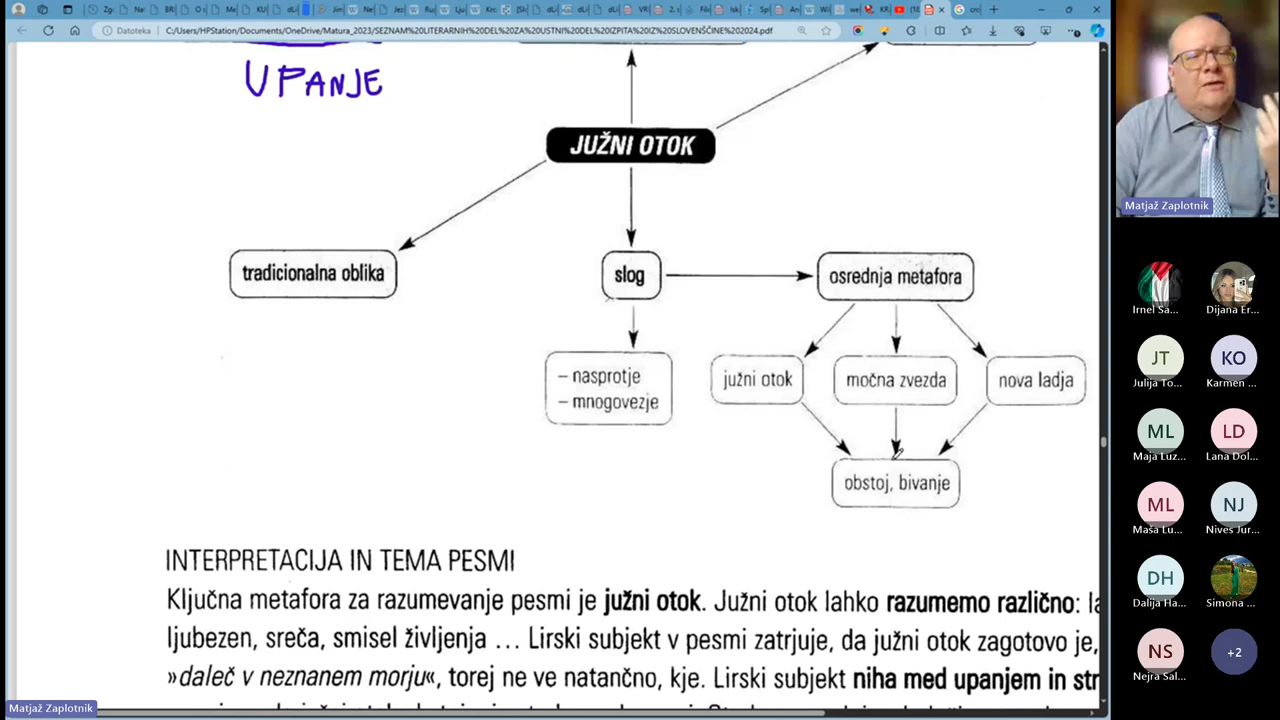 Datoteka
C:/Users/HPStation/Documents/OneDrive/Matura_2023/SEZNAM%20LITERARNIH%20DEL%20ZA%20USTNI%20DEL%20IZPITA%20IZ%20SLOVENŠČINE%202024.pdf
UPANJE
JUŽNI OTOK
tradicionalna oblika
slog
osrednja metafora
– nasprotje
– mnogovezje
južni otok
močna zvezda
nova ladja
obstoj, bivanje
INTERPRETACIJA IN TEMA PESMI
Ključna metafora za razumevanje pesmi je južni otok. Južni otok lahko razumemo različno:
ljubezen, sreča, smisel življenja ... Lirski subjekt v pesmi zatrjuje, da južni otok zagotovo je,
»daleč v neznanem morju«, torej ne ve natančno, kje. Lirski subjekt niha med upanjem in str
Matjaž Zaplotnik
Matjaž Zaplotnik
Irnel Sa...
Dijana Er...
JT
Julija To...
KO
Karmen ...
ML
Maja Luz...
LD
Lana Dol...
ML
Maša Lu...
NJ
Nives Jur...
DH
Dalija Ha...
Simona ...
NS
Nejra Sal...
+2